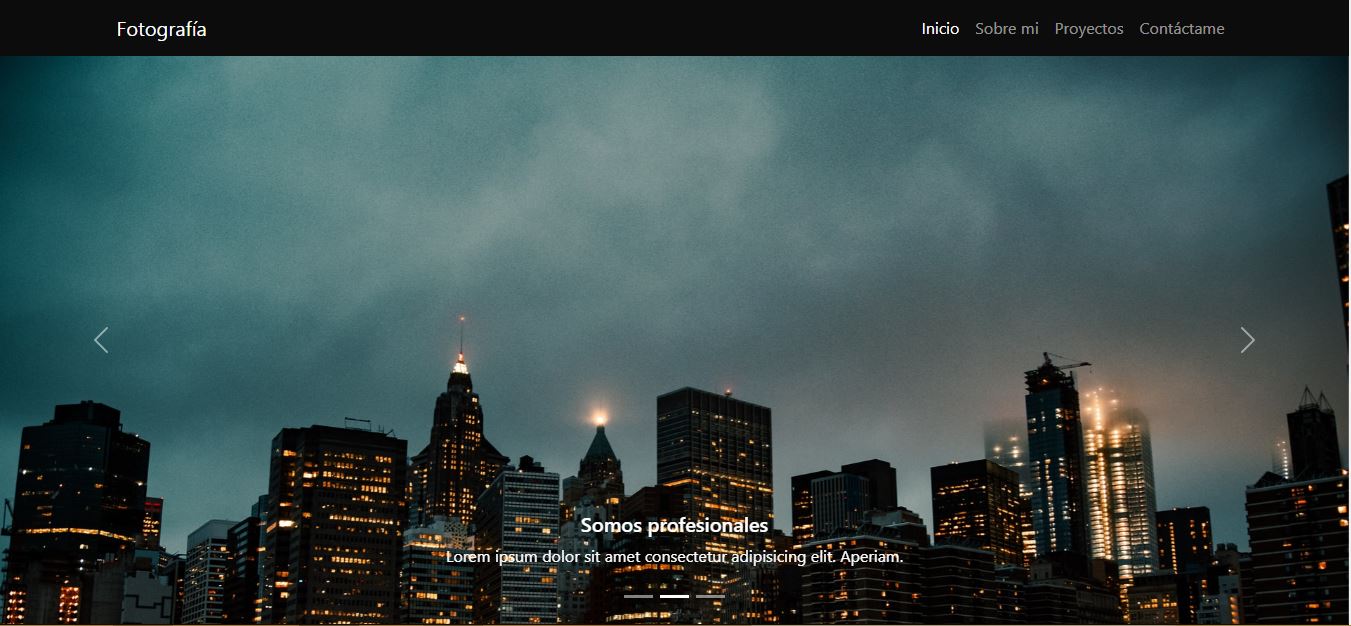 Fotografía
Inicio Sobre mi Proyectos Contáctame
Somos profesionales
Lorem ipsum dolor sit amet consectetur adipisicing elit. Aperiam.